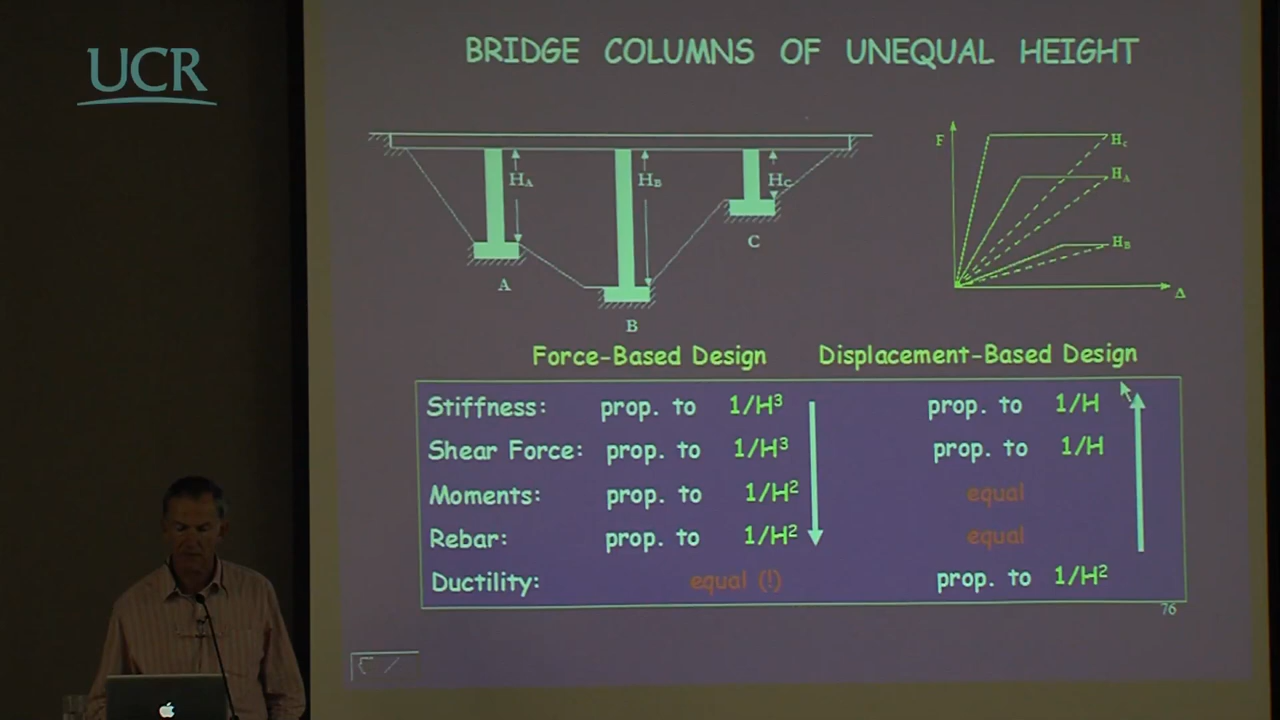 UCR
BRIDGE COLUMNS OF UNEQUAL HEIGHT
HA
HB
HC
A
B
C
F
Hc
HA
HB
Δ
Force-Based Design Displacement-Based Design
Stiffness: prop. to 1/H³ prop. to 1/H
Shear Force: prop. to 1/H³ prop. to 1/H
Moments: prop. to 1/H² equal
Rebar: prop. to 1/H² equal
Ductility: equal (!) prop. to 1/H²
76